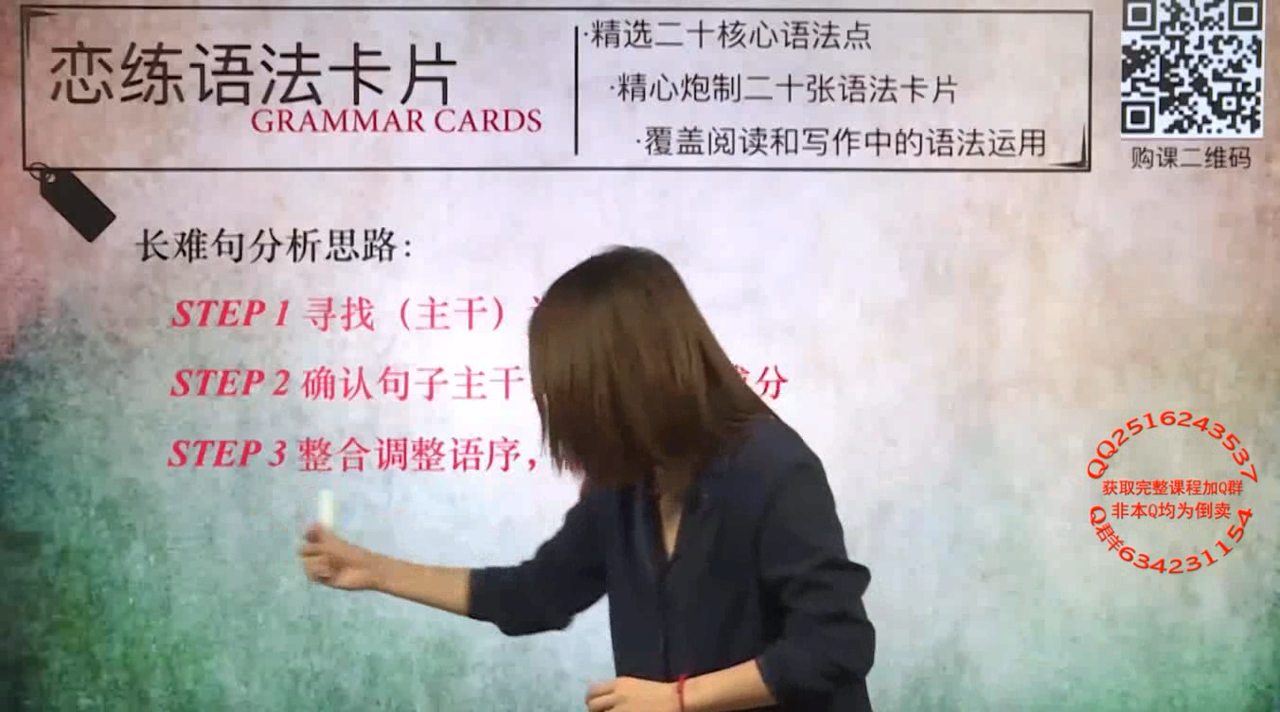 恋练语法卡片
GRAMMAR CARDS
·精选二十核心语法点
·精心炮制二十张语法卡片
·覆盖阅读和写作中的语法运用
购课二维码
长难句分析思路：
STEP 1 寻找（主干）
STEP 2 确认句子主干
分
STEP 3 整合调整语序，
QQ2516243537
获取完整课程加Q群
非本Q均为倒卖
Q群634231154